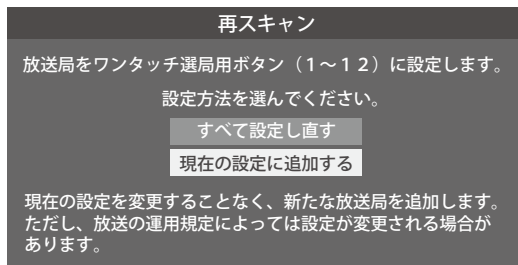 再スキャン
放送局をワンタッチ選局用ボタン（１～１２）に設定します。
設定方法を選んでください。
すべて設定し直す
現在の設定に追加する
現在の設定を変更することなく、新たな放送局を追加します。
ただし、放送の運用規定によっては設定が変更される場合が
あります。